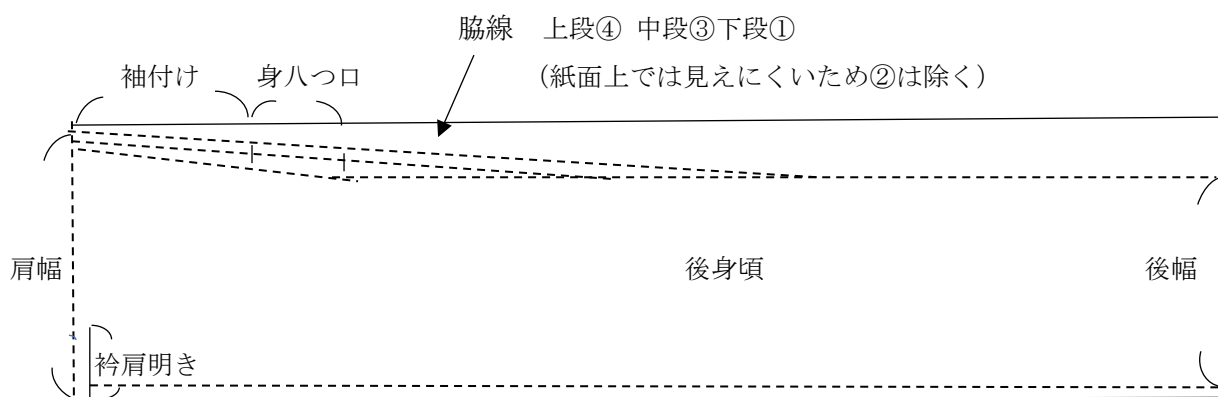 脇線 上段④ 中段③下段①
袖付け 身八つ口 (紙面上では見えにくいため②は除く)
肩幅 後身頃 後幅
衿肩明き